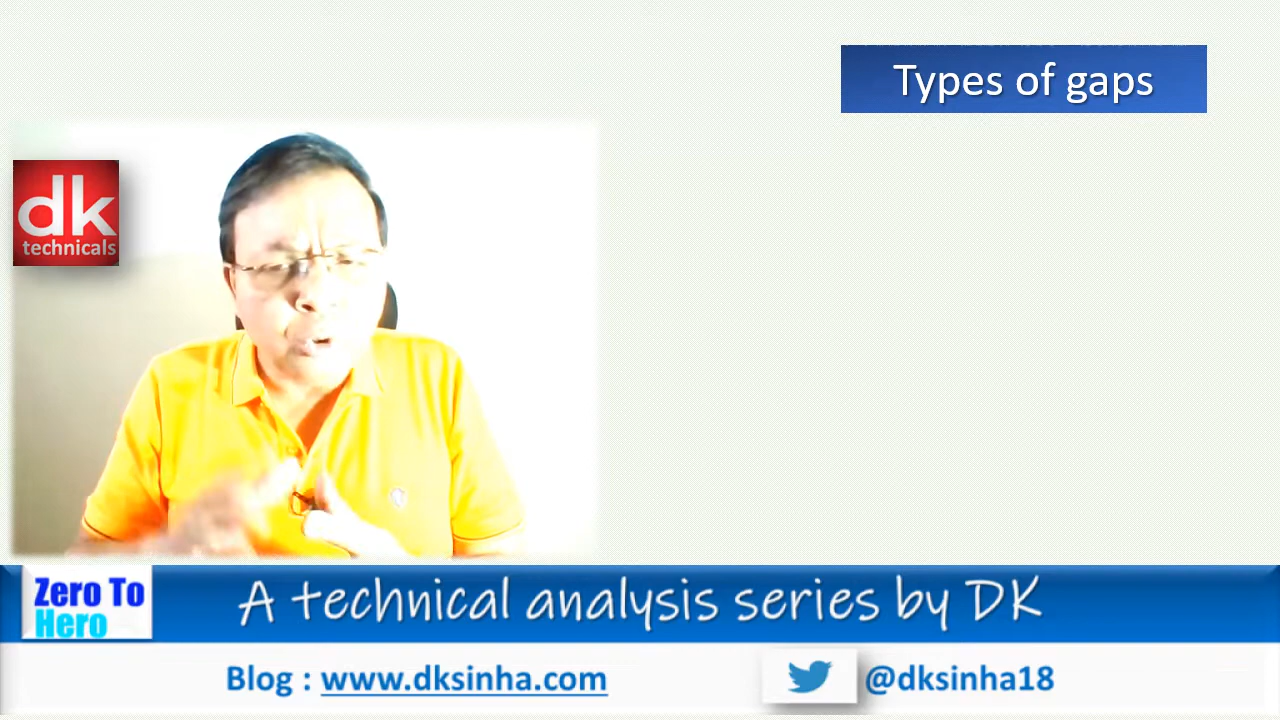 Types of gaps
dk
technicals
Zero To
Hero
A technical analysis series by DK
Blog : www.dksinha.com
@dksinha18